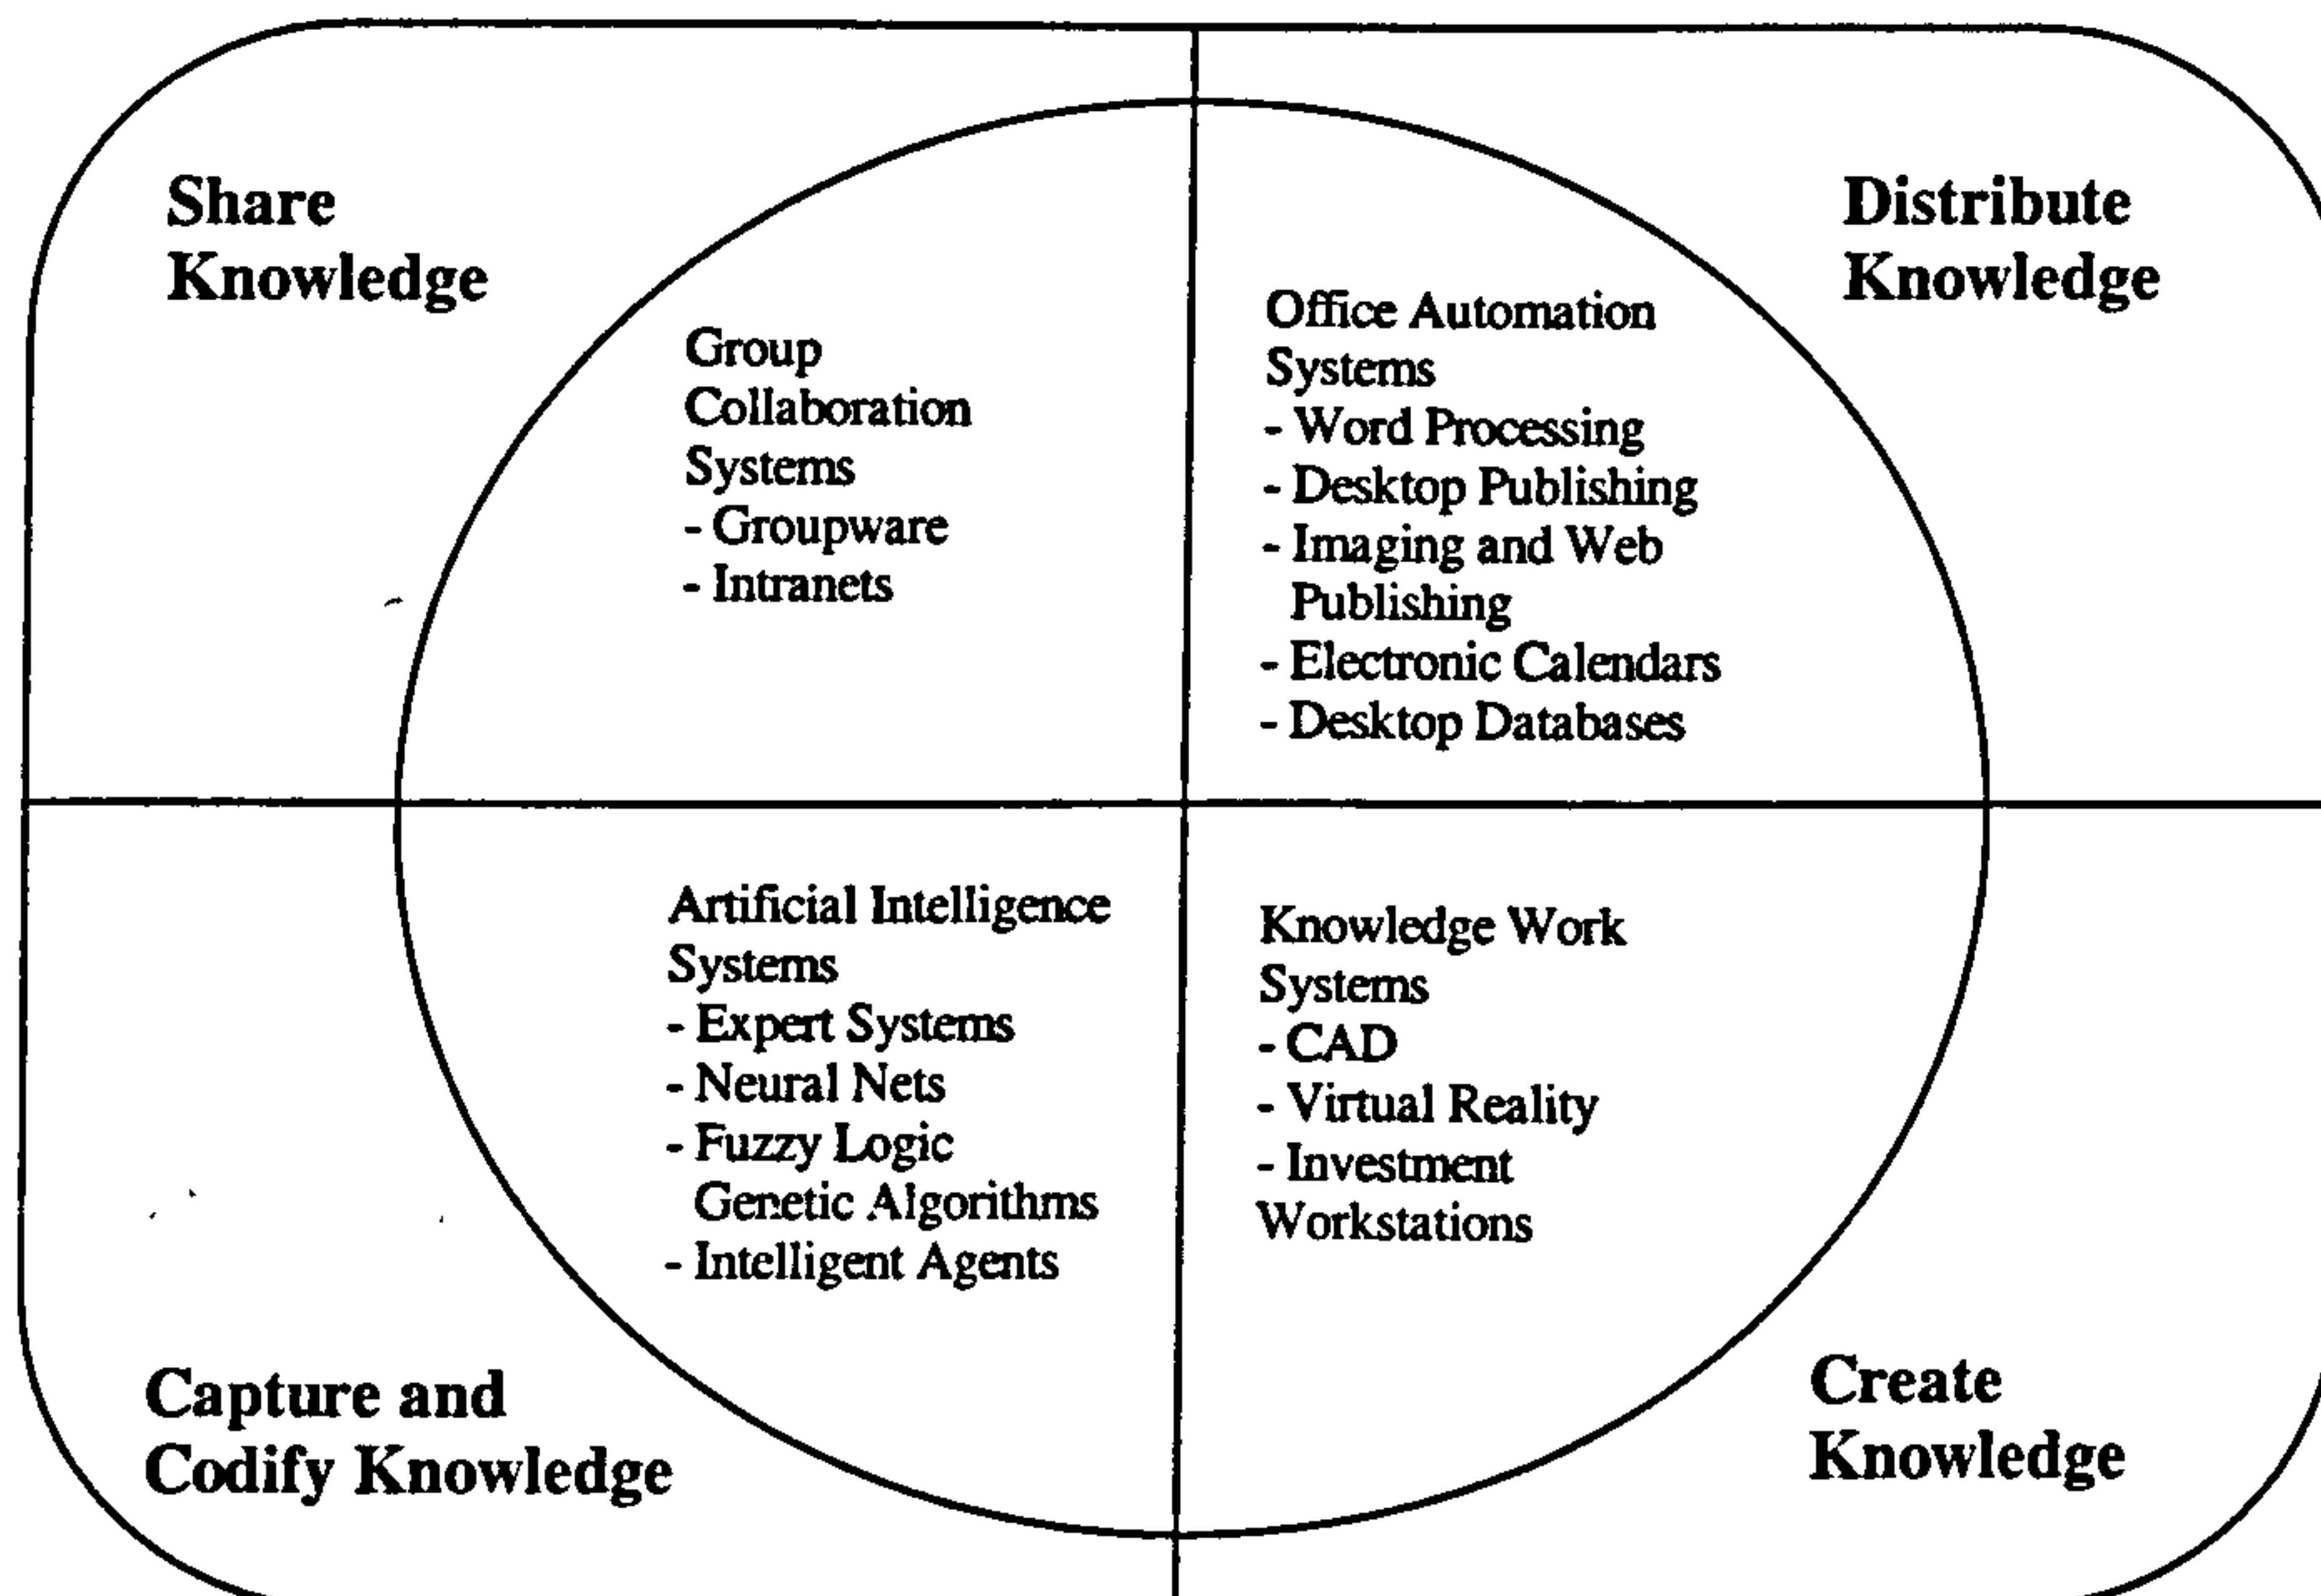 Share
Knowledge
Group
Collaboration
Systems
- Groupware
- Intranets
Distribute
Knowledge
Office Automation
Systems
- Word Processing
- Desktop Publishing
- Imaging and Web
Publishing
- Electronic Calendars
- Desktop Databases
Artificial Intelligence
Systems
- Expert Systems
- Neural Nets
- Fuzzy Logic
Genetic Algorithms
- Intelligent Agents
Capture and
Codify Knowledge
Knowledge Work
Systems
- CAD
- Virtual Reality
- Investment
Workstations
Create
Knowledge